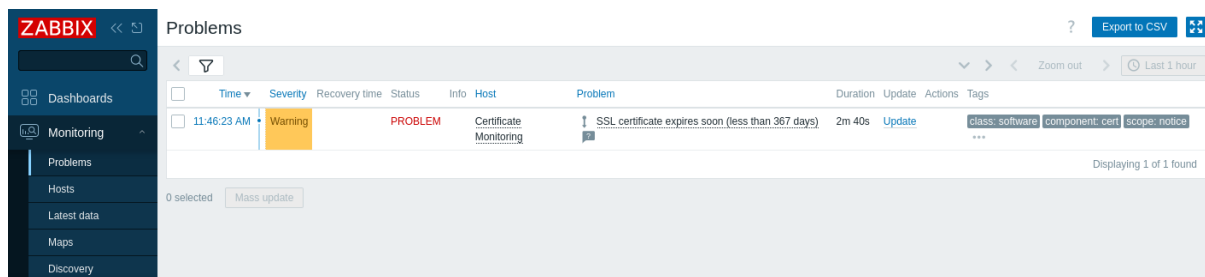 ZABBIX
Problems
?
Export to CSV
Zoom out
Last 1 hour
Dashboards
Monitoring
Problems
Hosts
Latest data
Maps
Discovery
Time Severity Recovery time Status Info Host Problem Duration Update Actions Tags
11:46:23 AM Warning PROBLEM Certificate Monitoring SSL certificate expires soon (less than 367 days) 2m 40s Update class: software component: cert scope: notice
?
•••
Displaying 1 of 1 found
0 selected Mass update